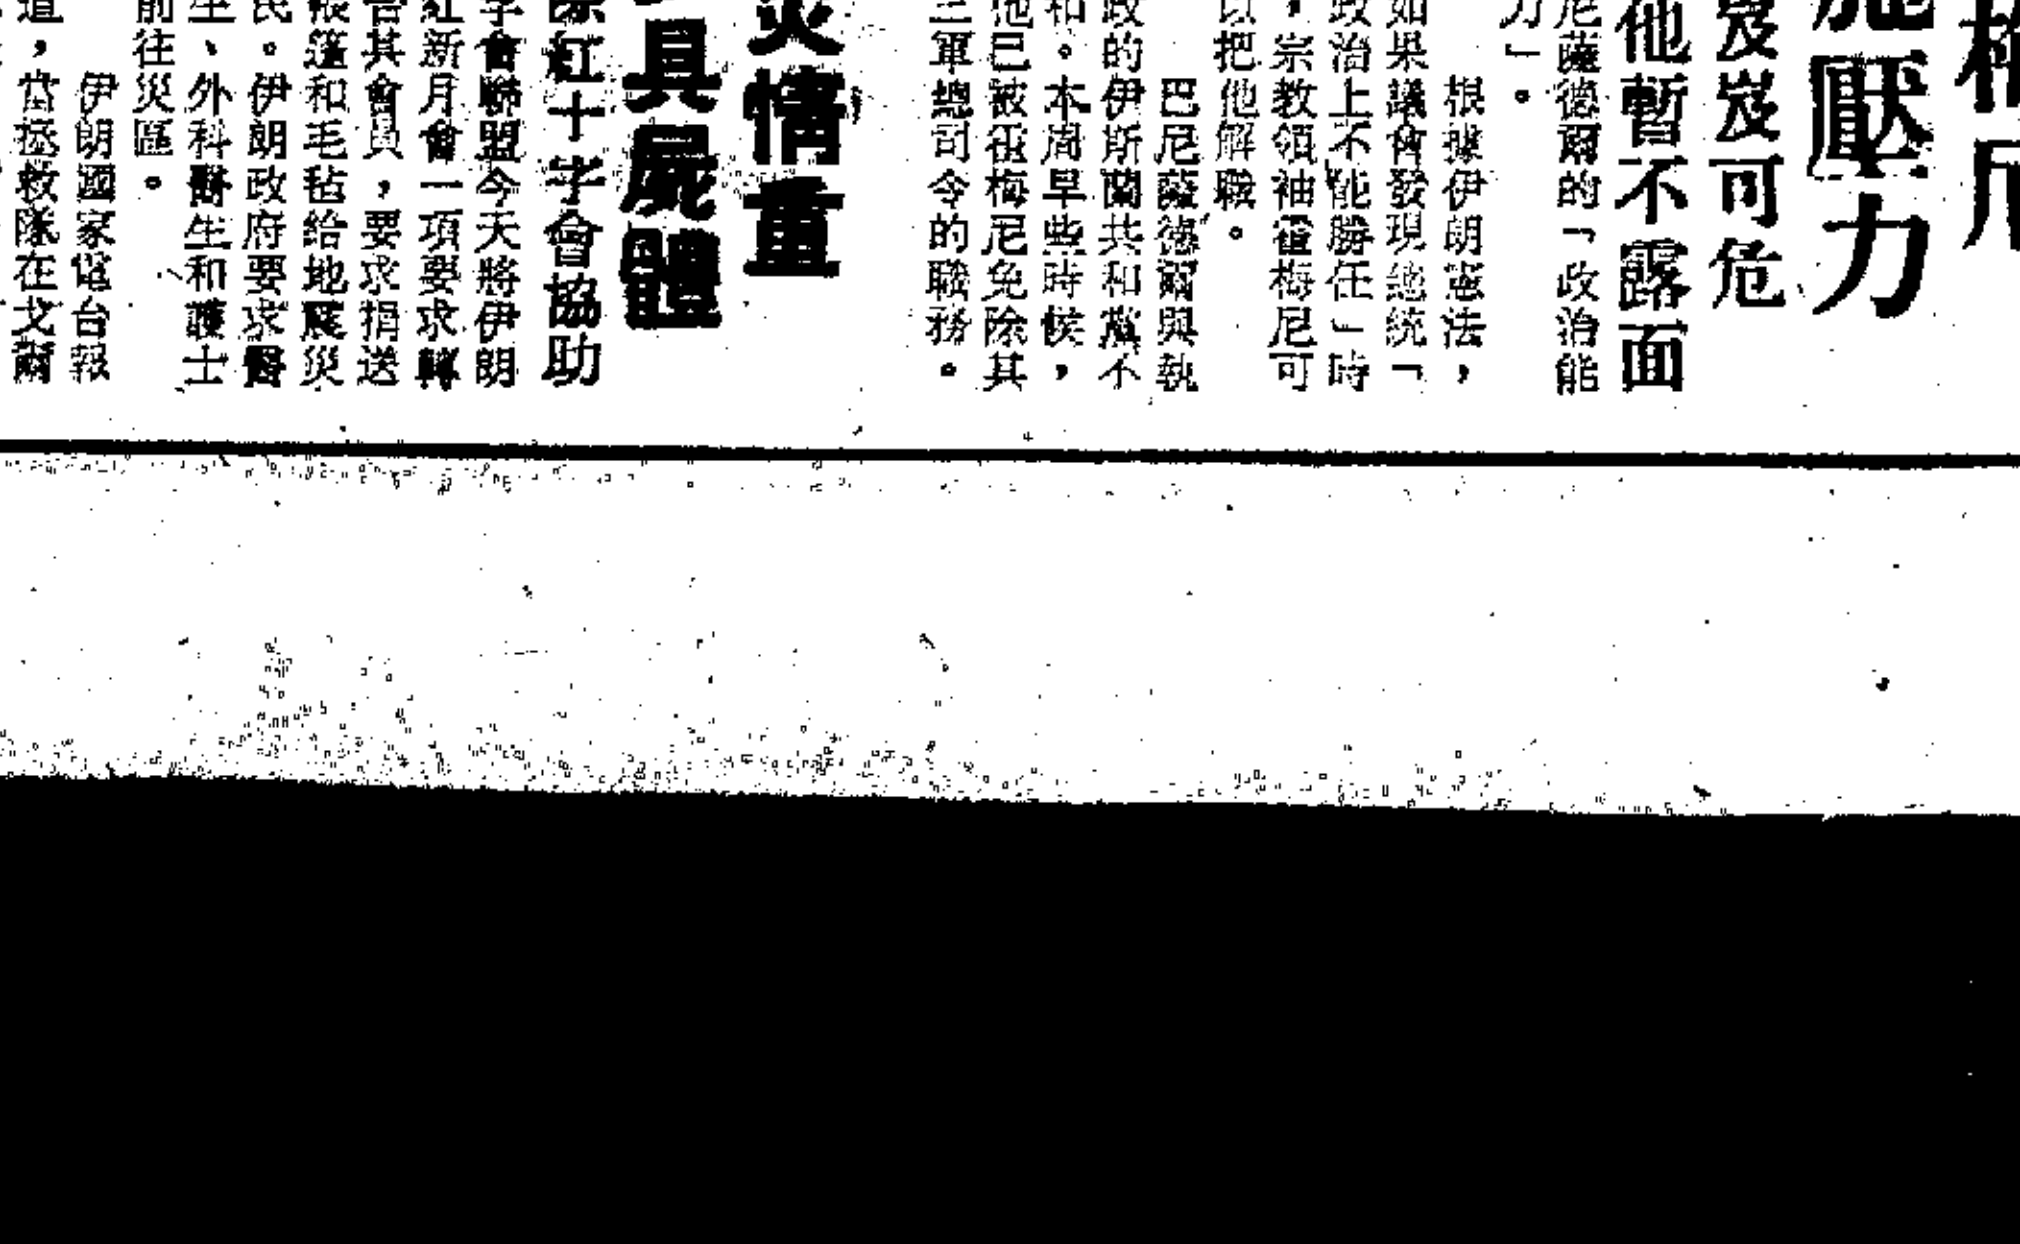 梅
施壓力
岌岌可危
他暫不露面
尼薩德爾的「政治能
力」。
根據伊朗憲法，
如果議會發現總統「
政治上不能勝任」時
，宗教領袖霍梅尼可
以把他解職。
巴尼薩德爾與執
政的伊斯蘭共和黨不
和。本周早些時候，
他已被霍梅尼免除其
三軍總司令的職務。
災情重
具屍體
際紅十字會協助
字會聯盟今天將伊朗
紅新月會一項要求轉
告其會員，要求捐送
帳篷和毛毡給地震災
民。伊朗政府要求醫
生、外科醫生和護士
前往災區。
伊朗國家電台報
道，當拯救隊在戈爾